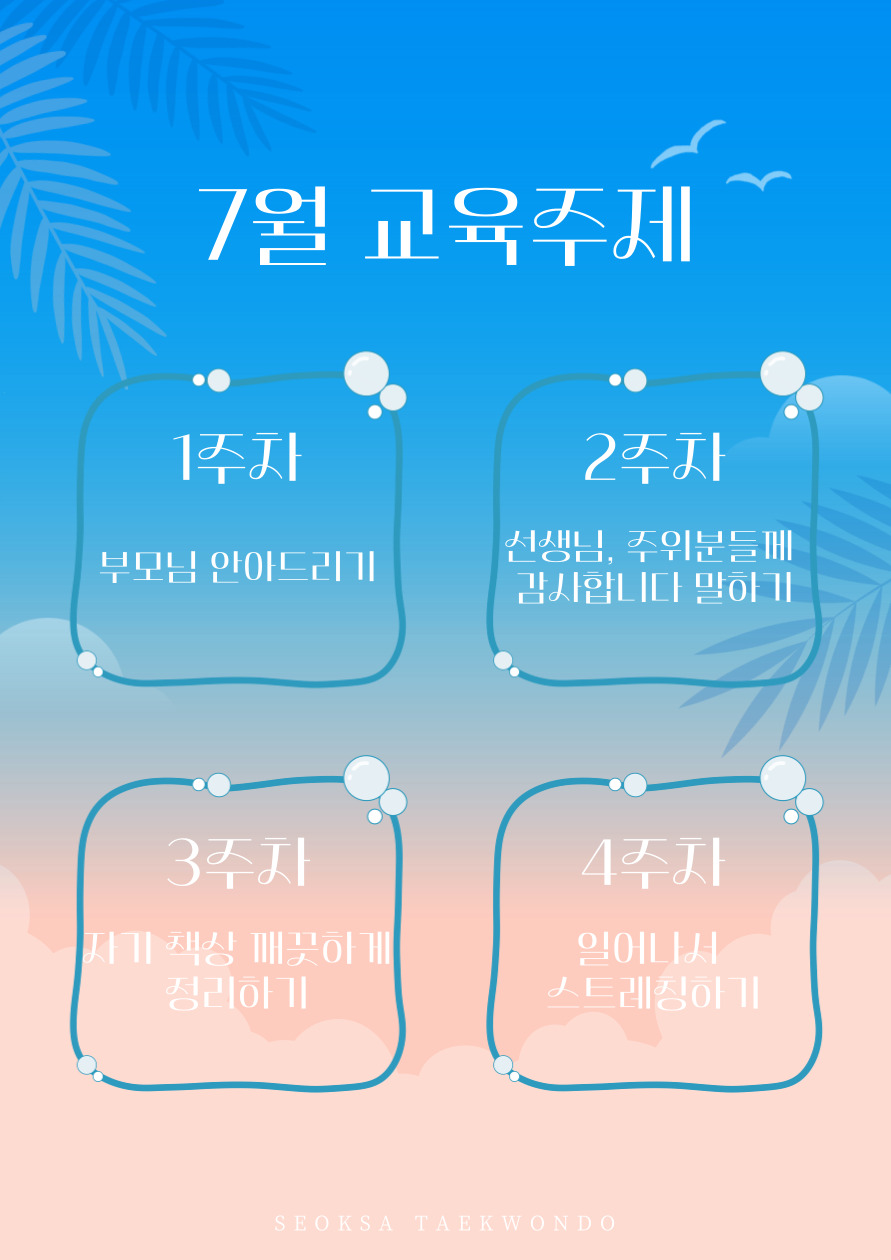 7월 교육주제
1주차
부모님 안아드리기
2주차
선생님, 주위분들께
감사합니다 말하기
3주차
자기 책상 깨끗하게
정리하기
4주차
일어나서
스트레칭하기
SEOKSA TAEKWONDO